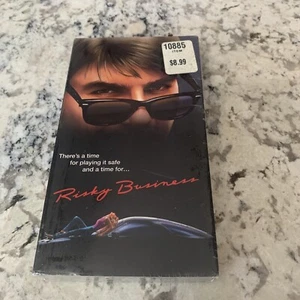 10885
$8.99
There's a time
for playing it safe
and a time for...
Risky Business